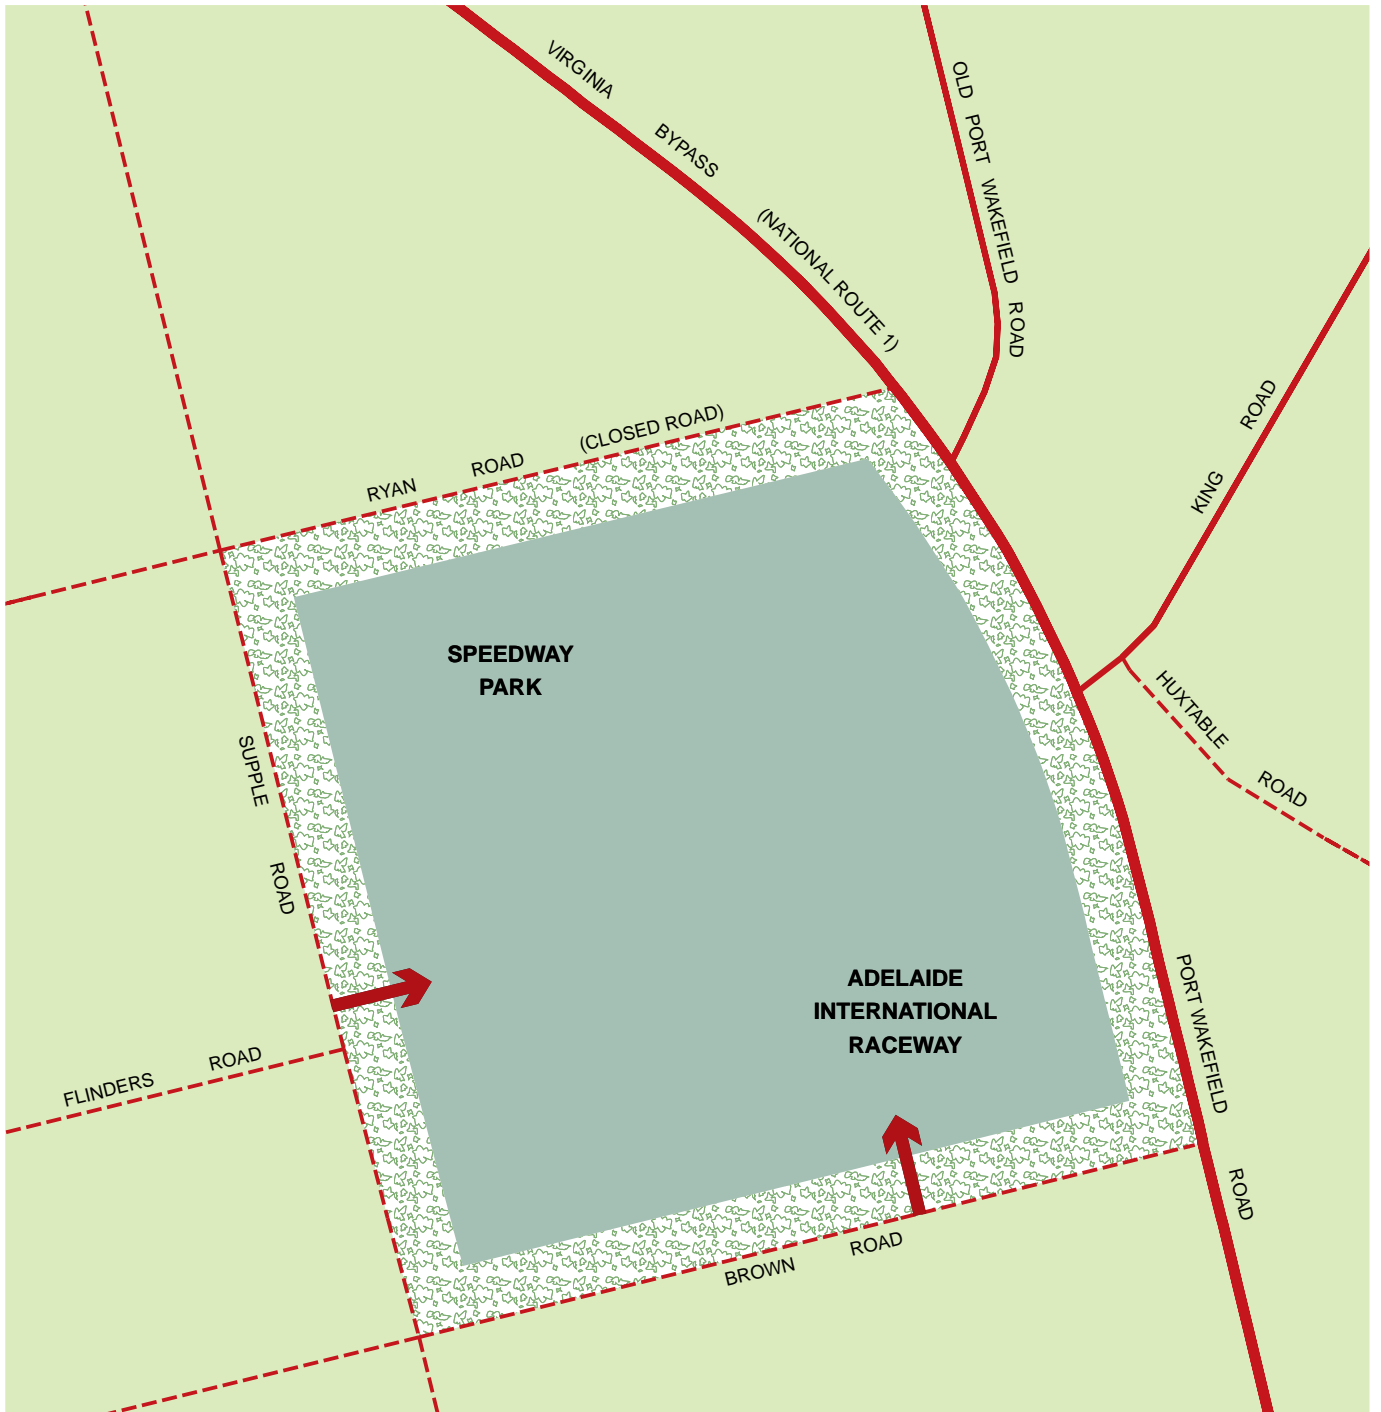 VIRGINIA BYPASS (NATIONAL ROUTE 1)
OLD PORT WAKEFIELD ROAD
KING ROAD
RYAN ROAD (CLOSED ROAD)
SPEEDWAY
PARK
HUXTABLE ROAD
SUPPLE ROAD
ADELAIDE
INTERNATIONAL
RACEWAY
PORT WAKEFIELD ROAD
FLINDERS ROAD
BROWN ROAD